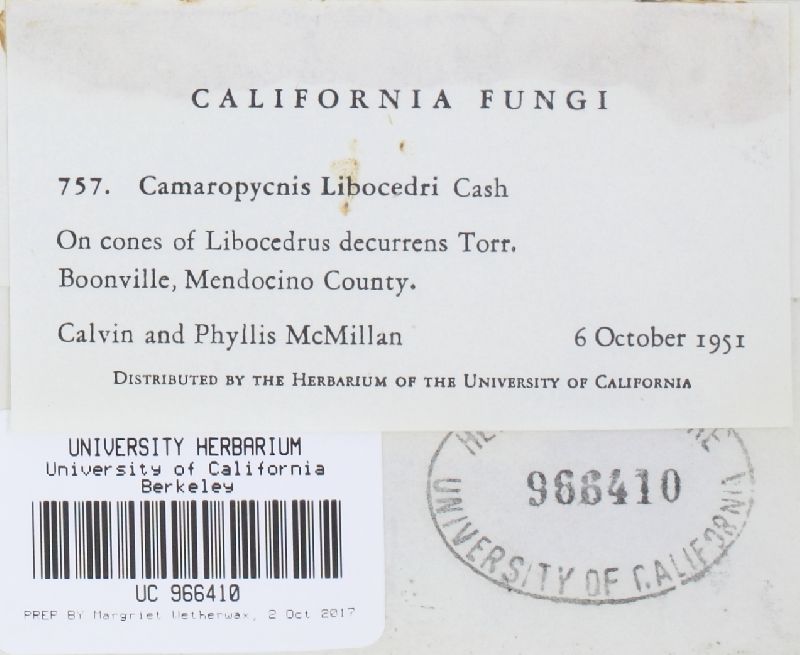 CALIFORNIA FUNGI
757. Camaropycnis Libocedri Cash
On cones of Libocedrus decurrens Torr.
Boonville, Mendocino County.
Calvin and Phyllis McMillan 6 October 1951
DISTRIBUTED BY THE HERBARIUM OF THE UNIVERSITY OF CALIFORNIA
UNIVERSITY HERBARIUM
University of California
Berkeley
UC 966410
PREP BY Margriet Wetherwax, 2 Oct 2017
966410
UNIVERSITY OF CALIFORNIA